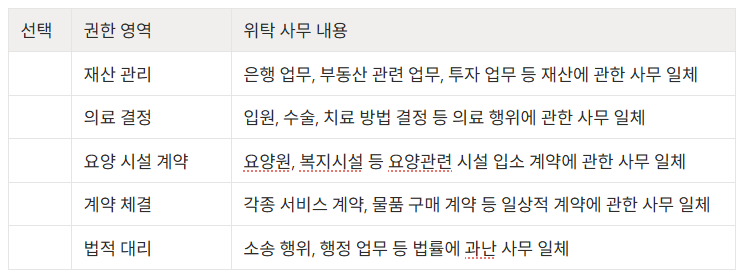 선택 권한 영역 위탁 사무 내용
재산 관리 은행 업무, 부동산 관련 업무, 투자 업무 등 재산에 관한 사무 일체
의료 결정 입원, 수술, 치료 방법 결정 등 의료 행위에 관한 사무 일체
요양 시설 계약 요양원, 복지시설 등 요양관련 시설 입소 계약에 관한 사무 일체
계약 체결 각종 서비스 계약, 물품 구매 계약 등 일상적 계약에 관한 사무 일체
법적 대리 소송 행위, 행정 업무 등 법률에 과난 사무 일체